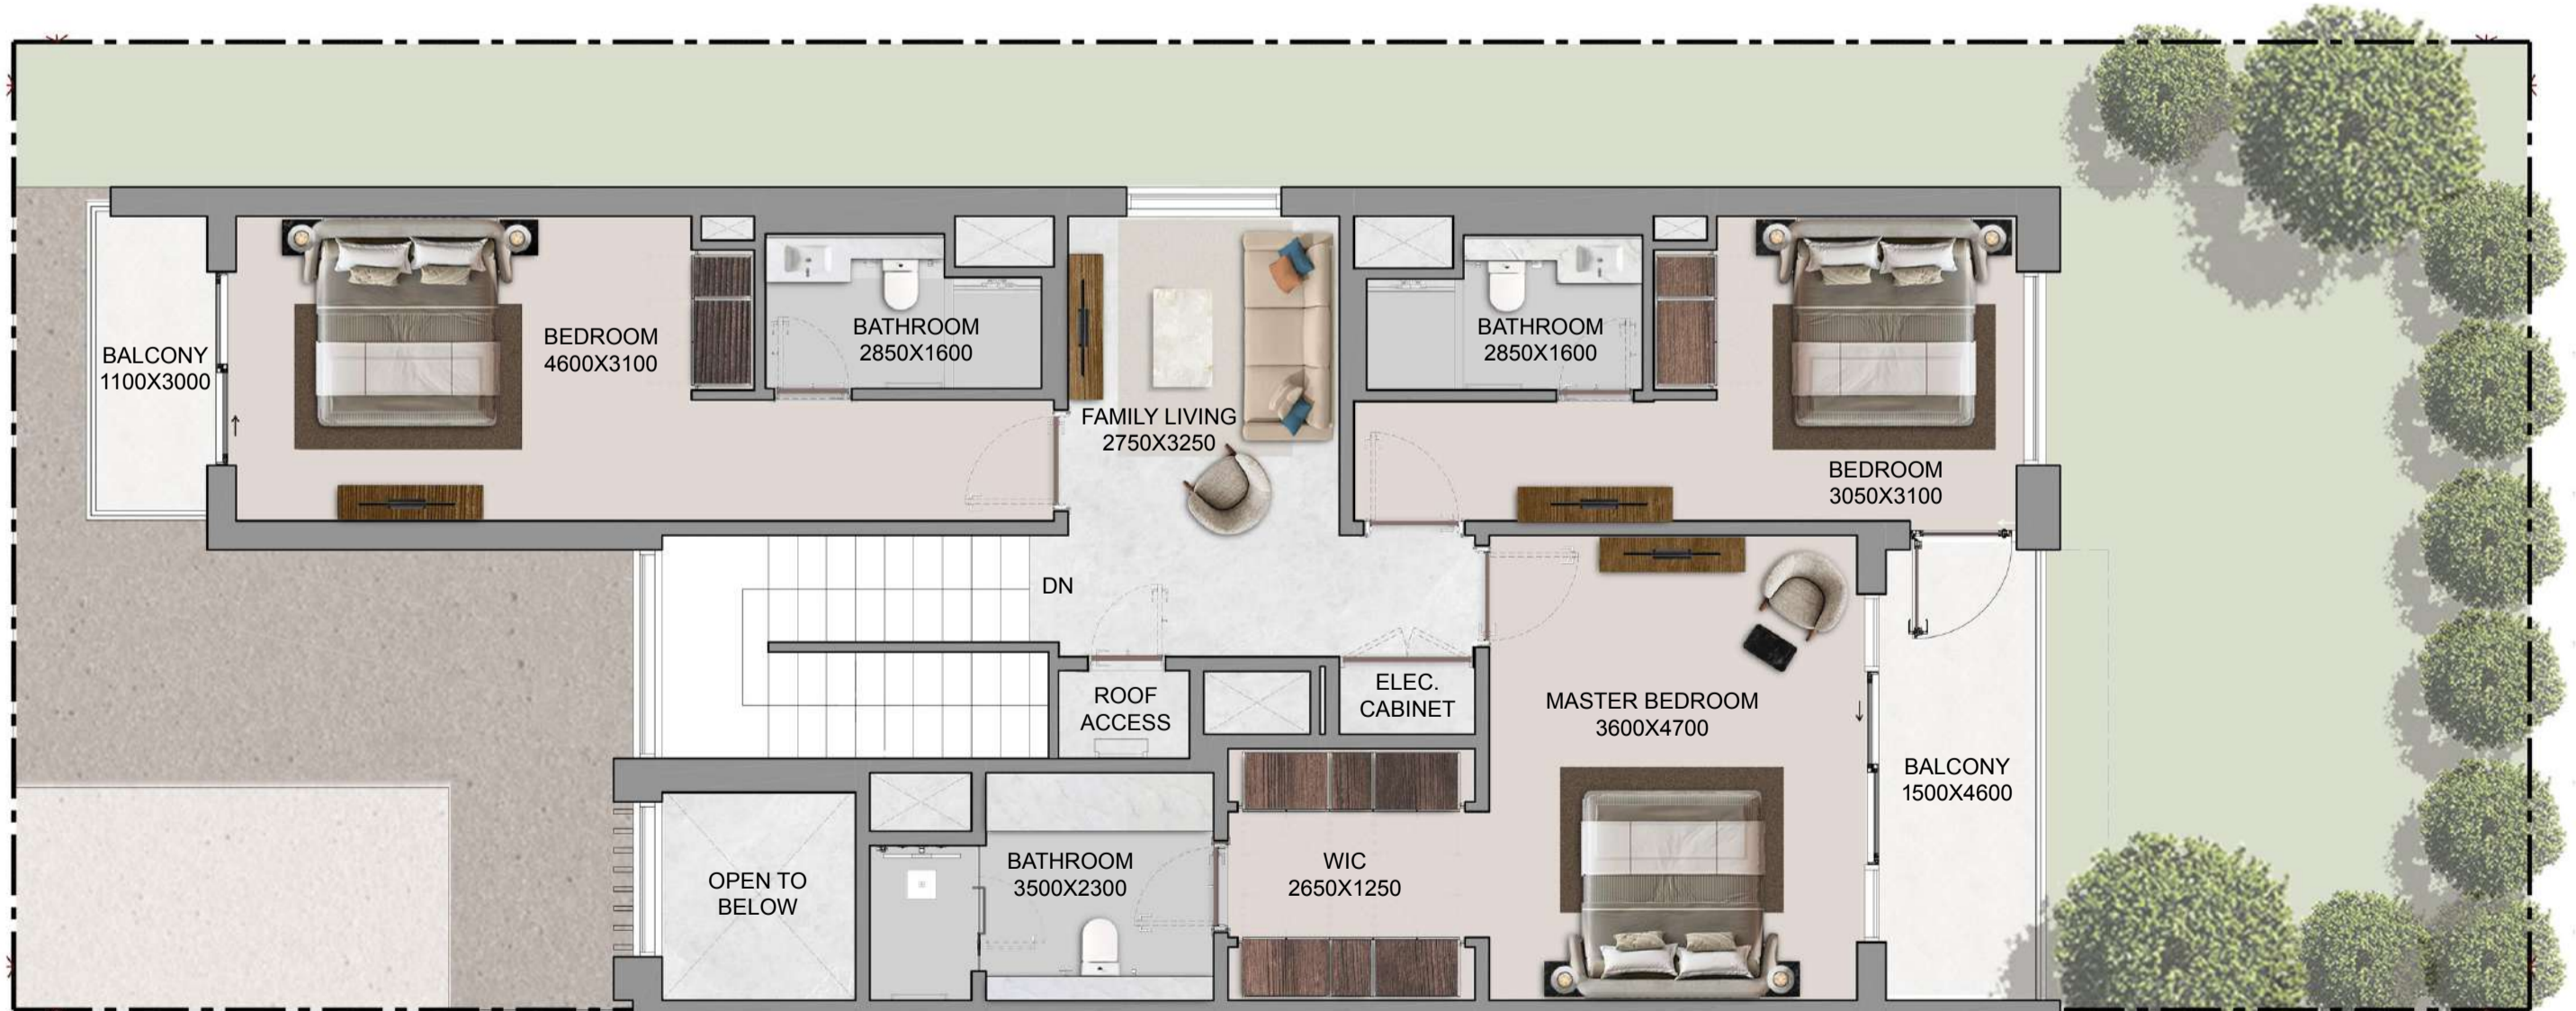 BALCONY
1100X3000
BEDROOM
4600X3100
BATHROOM
2850X1600
FAMILY LIVING
2750X3250
BATHROOM
2850X1600
BEDROOM
3050X3100
DN
ROOF
ACCESS
ELEC.
CABINET
MASTER BEDROOM
3600X4700
BALCONY
1500X4600
OPEN TO
BELOW
BATHROOM
3500X2300
WIC
2650X1250